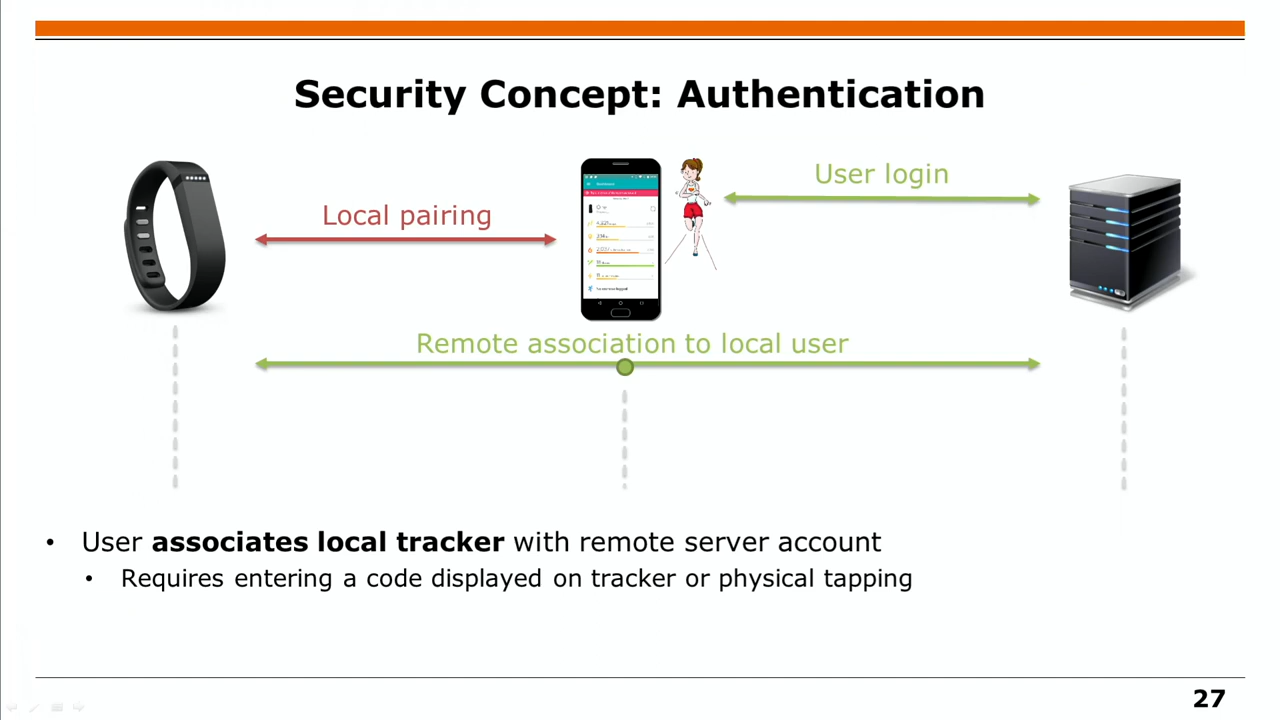 Security Concept: Authentication
User login
Local pairing
Remote association to local user
• User associates local tracker with remote server account
• Requires entering a code displayed on tracker or physical tapping
27